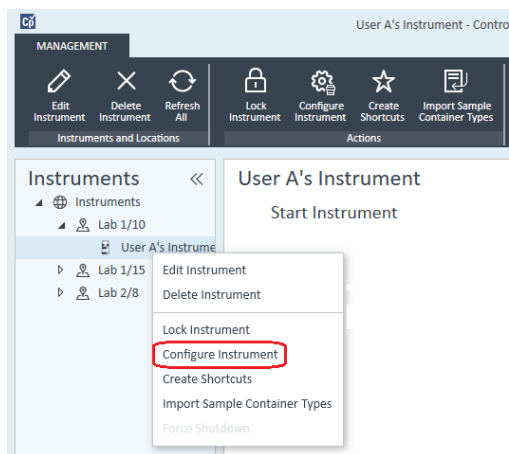 Cp
User A's Instrument - Contro
MANAGEMENT
Edit Instrument
Delete Instrument
Refresh All
Lock Instrument
Configure Instrument
Create Shortcuts
Import Sample Container Types
Instruments and Locations
Actions
Instruments
User A's Instrument
Instruments
Start Instrument
Lab 1/10
User A's Instrume
Lab 1/15
Lab 2/8
Edit Instrument
Delete Instrument
Lock Instrument
Configure Instrument
Create Shortcuts
Import Sample Container Types
Force Shutdown